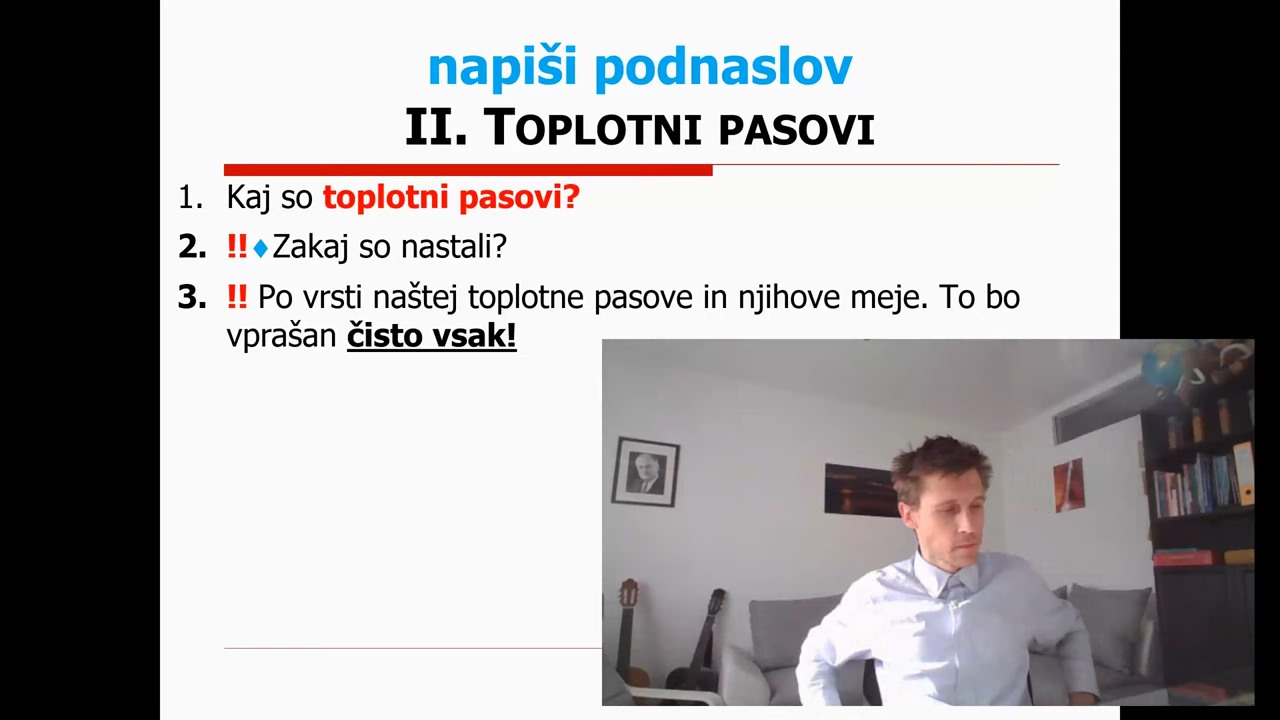 napiši podnaslov
II. TOPLOTNI PASOVI
1. Kaj so toplotni pasovi?
2. !!♦Zakaj so nastali?
3. !! Po vrsti naštej toplotne pasove in njihove meje. To bo
vprašan čisto vsak!